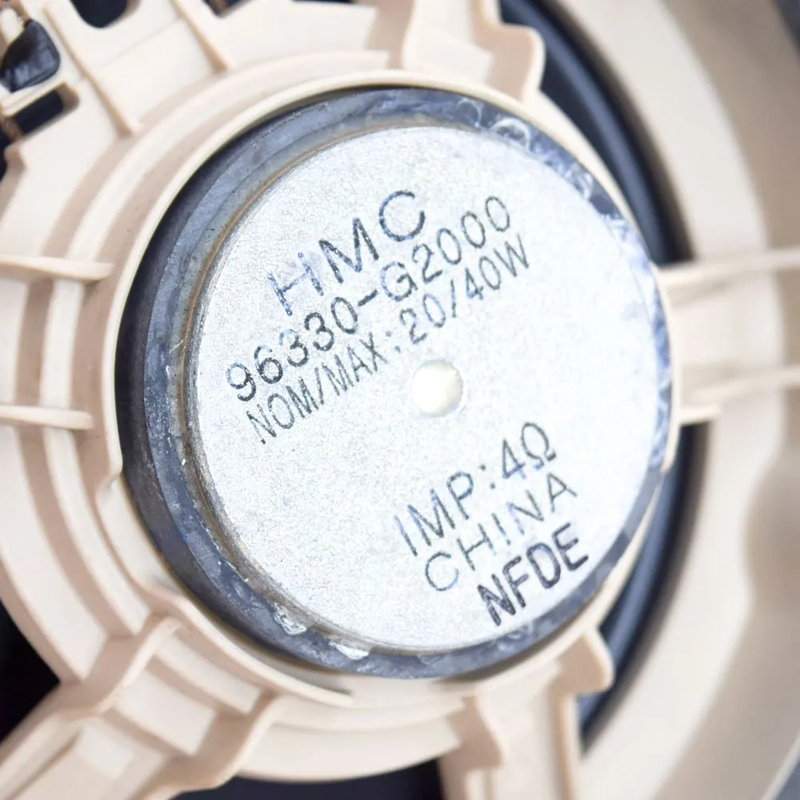 HMC
96330-G2000
NOM/MAX:20/40W
IMP:4Ω
CHINA
NFDE